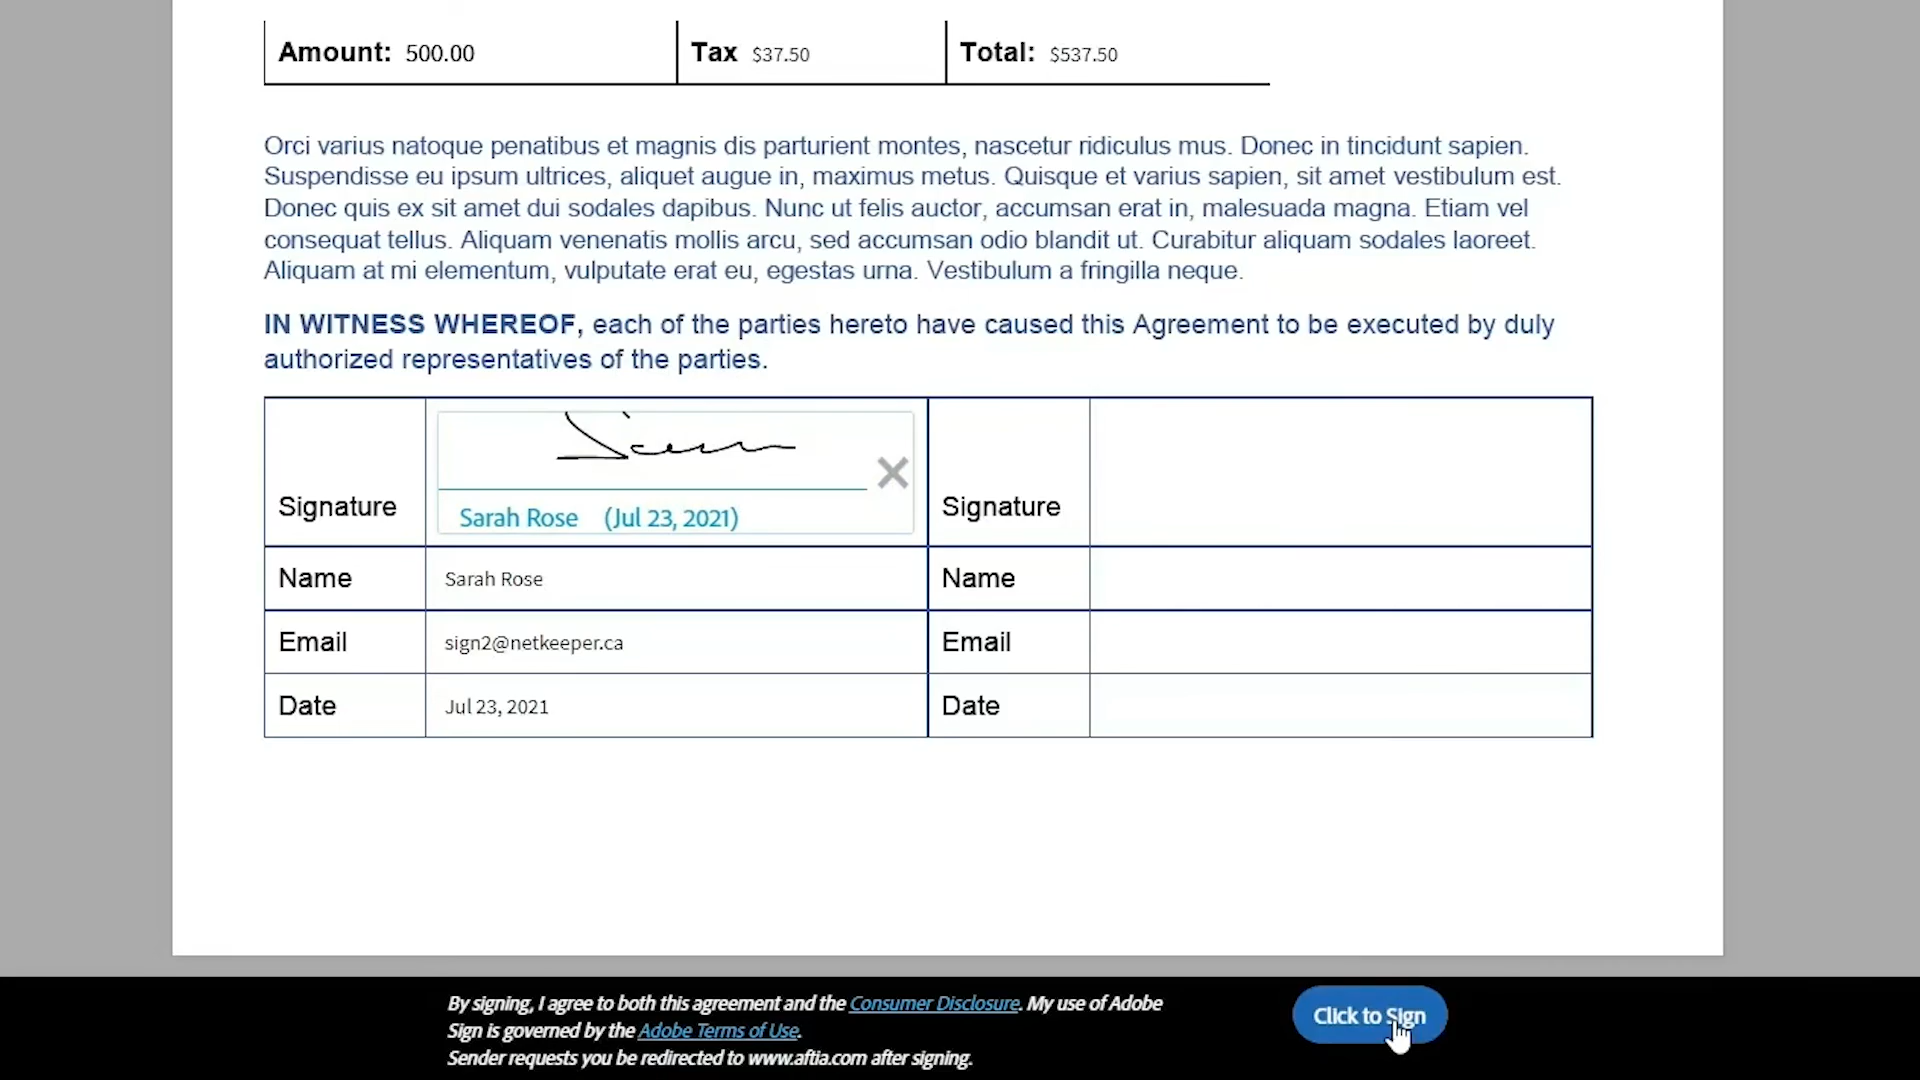 Amount: 500.00 Tax $37.50 Total: $537.50
Orci varius natoque penatibus et magnis dis parturient montes, nascetur ridiculus mus. Donec in tincidunt sapien.
Suspendisse eu ipsum ultrices, aliquet augue in, maximus metus. Quisque et varius sapien, sit amet vestibulum est.
Donec quis ex sit amet dui sodales dapibus. Nunc ut felis auctor, accumsan erat in, malesuada magna. Etiam vel
consequat tellus. Aliquam venenatis mollis arcu, sed accumsan odio blandit ut. Curabitur aliquam sodales laoreet.
Aliquam at mi elementum, vulputate erat eu, egestas urna. Vestibulum a fringilla neque.
IN WITNESS WHEREOF, each of the parties hereto have caused this Agreement to be executed by duly
authorized representatives of the parties.
Signature Signature
Sarah Rose (Jul 23, 2021)
Name Sarah Rose Name
Email sign2@netkeeper.ca Email
Date Jul 23, 2021 Date
By signing, I agree to both this agreement and the Consumer Disclosure. My use of Adobe
Sign is governed by the Adobe Terms of Use.
Sender requests you be redirected to www.aftia.com after signing.
Click to Sign